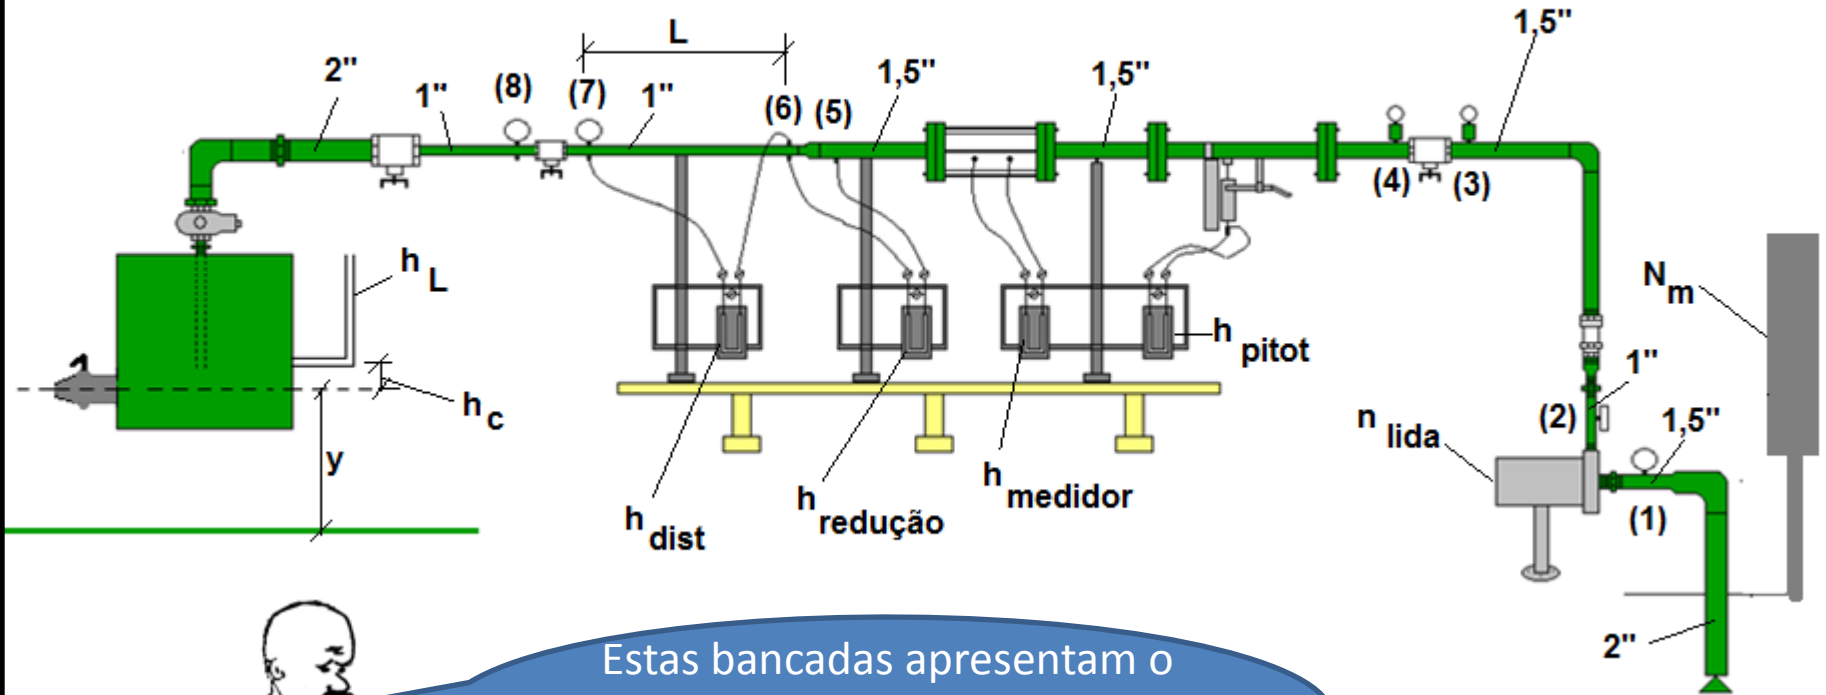 L
1,5"
2"
1"
(8)
(7)
1"
(6)
(5)
1,5"
1,5"
(4)
(3)
1,5"
h L
h c
y
h dist
h redução
h medidor
h pitot
N m
1"
(2)
1,5"
n lida
(1)
2"
Estas bancadas apresentam o